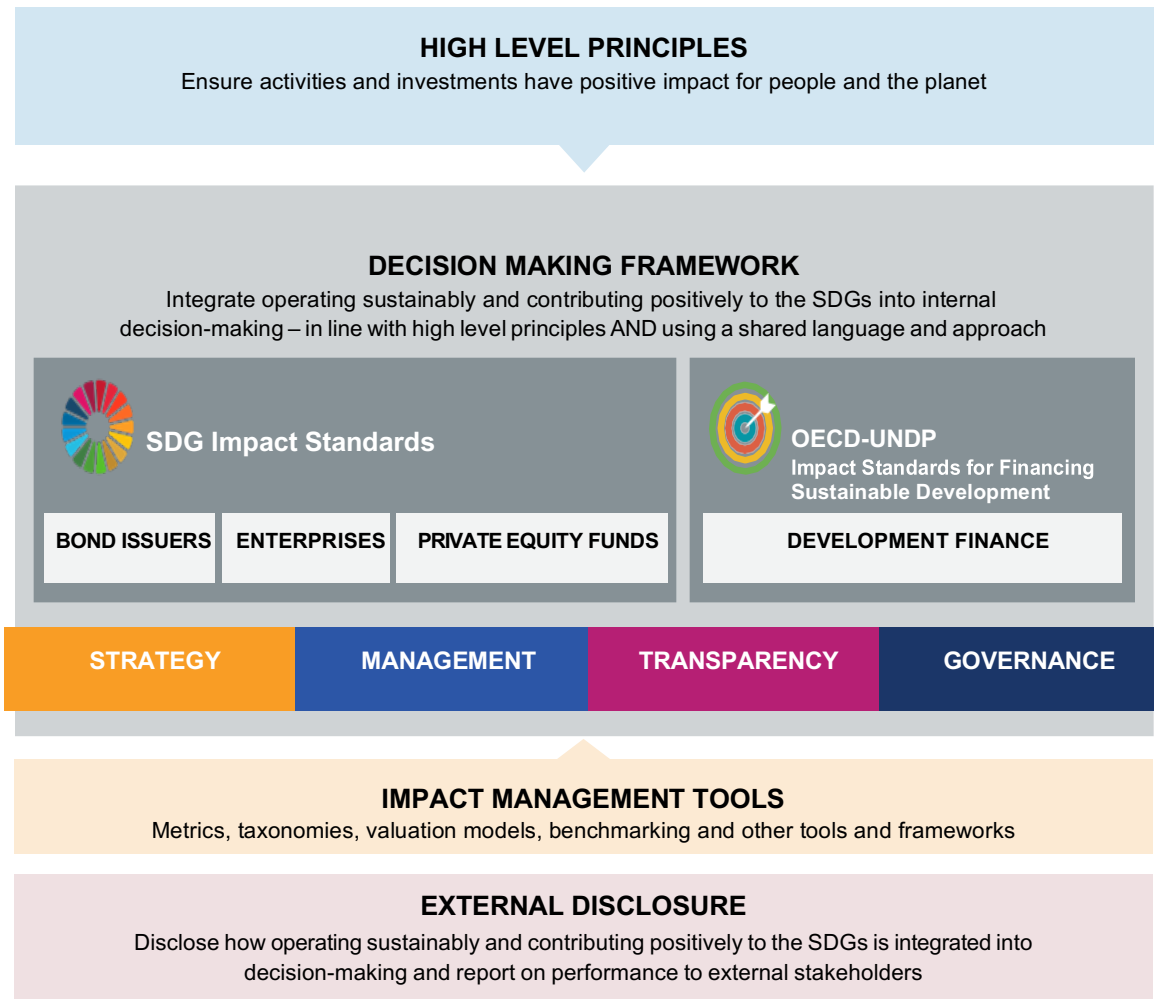 HIGH LEVEL PRINCIPLES
Ensure activities and investments have positive impact for people and the planet
DECISION MAKING FRAMEWORK
Integrate operating sustainably and contributing positively to the SDGs into internal
decision-making – in line with high level principles AND using a shared language and approach
SDG Impact Standards
BOND ISSUERS
ENTERPRISES
PRIVATE EQUITY FUNDS
OECD-UNDP
Impact Standards for Financing
Sustainable Development
DEVELOPMENT FINANCE
STRATEGY
MANAGEMENT
TRANSPARENCY
GOVERNANCE
IMPACT MANAGEMENT TOOLS
Metrics, taxonomies, valuation models, benchmarking and other tools and frameworks
EXTERNAL DISCLOSURE
Disclose how operating sustainably and contributing positively to the SDGs is integrated into
decision-making and report on performance to external stakeholders